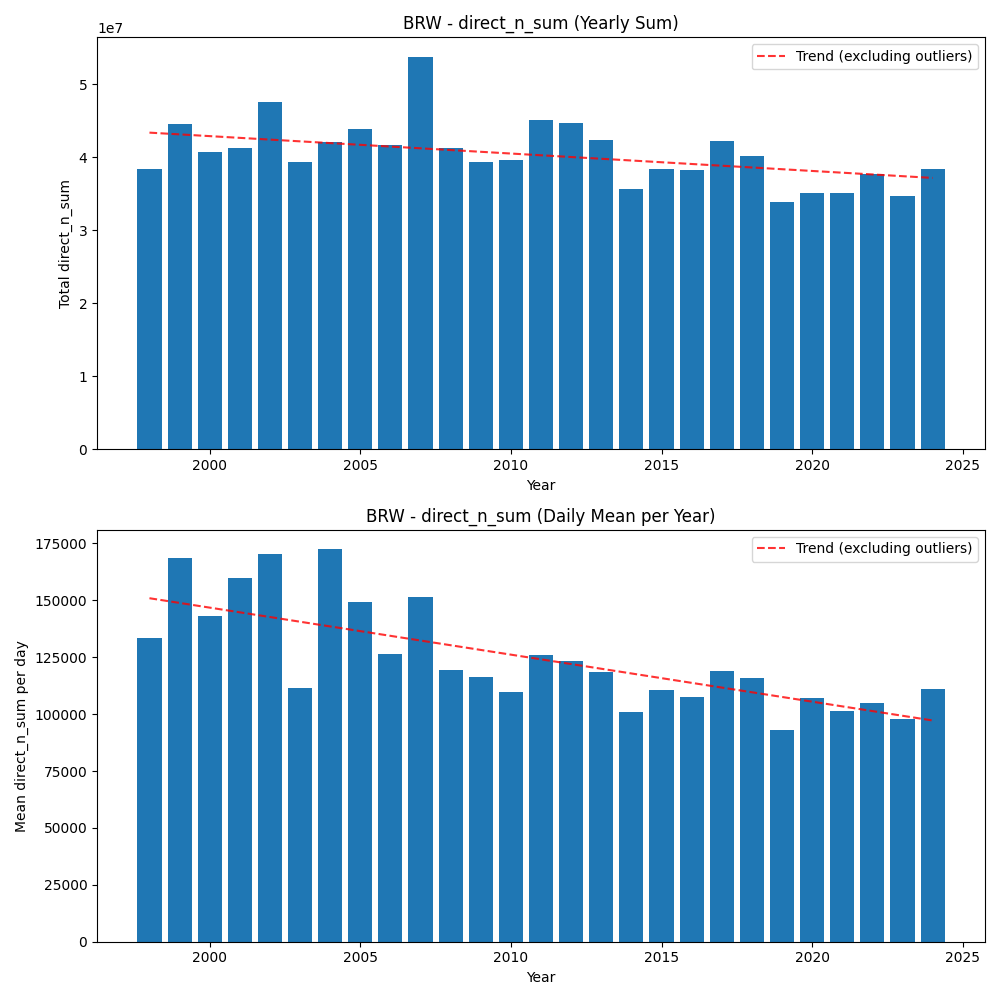 BRW - direct_n_sum (Yearly Sum)
1e7
Trend (excluding outliers)
5
4
3
2
1
0
Total direct_n_sum
2000
2005
2010
2015
2020
2025
Year
BRW - direct_n_sum (Daily Mean per Year)
Trend (excluding outliers)
175000
150000
125000
100000
75000
50000
25000
0
Mean direct_n_sum per day
2000
2005
2010
2015
2020
2025
Year